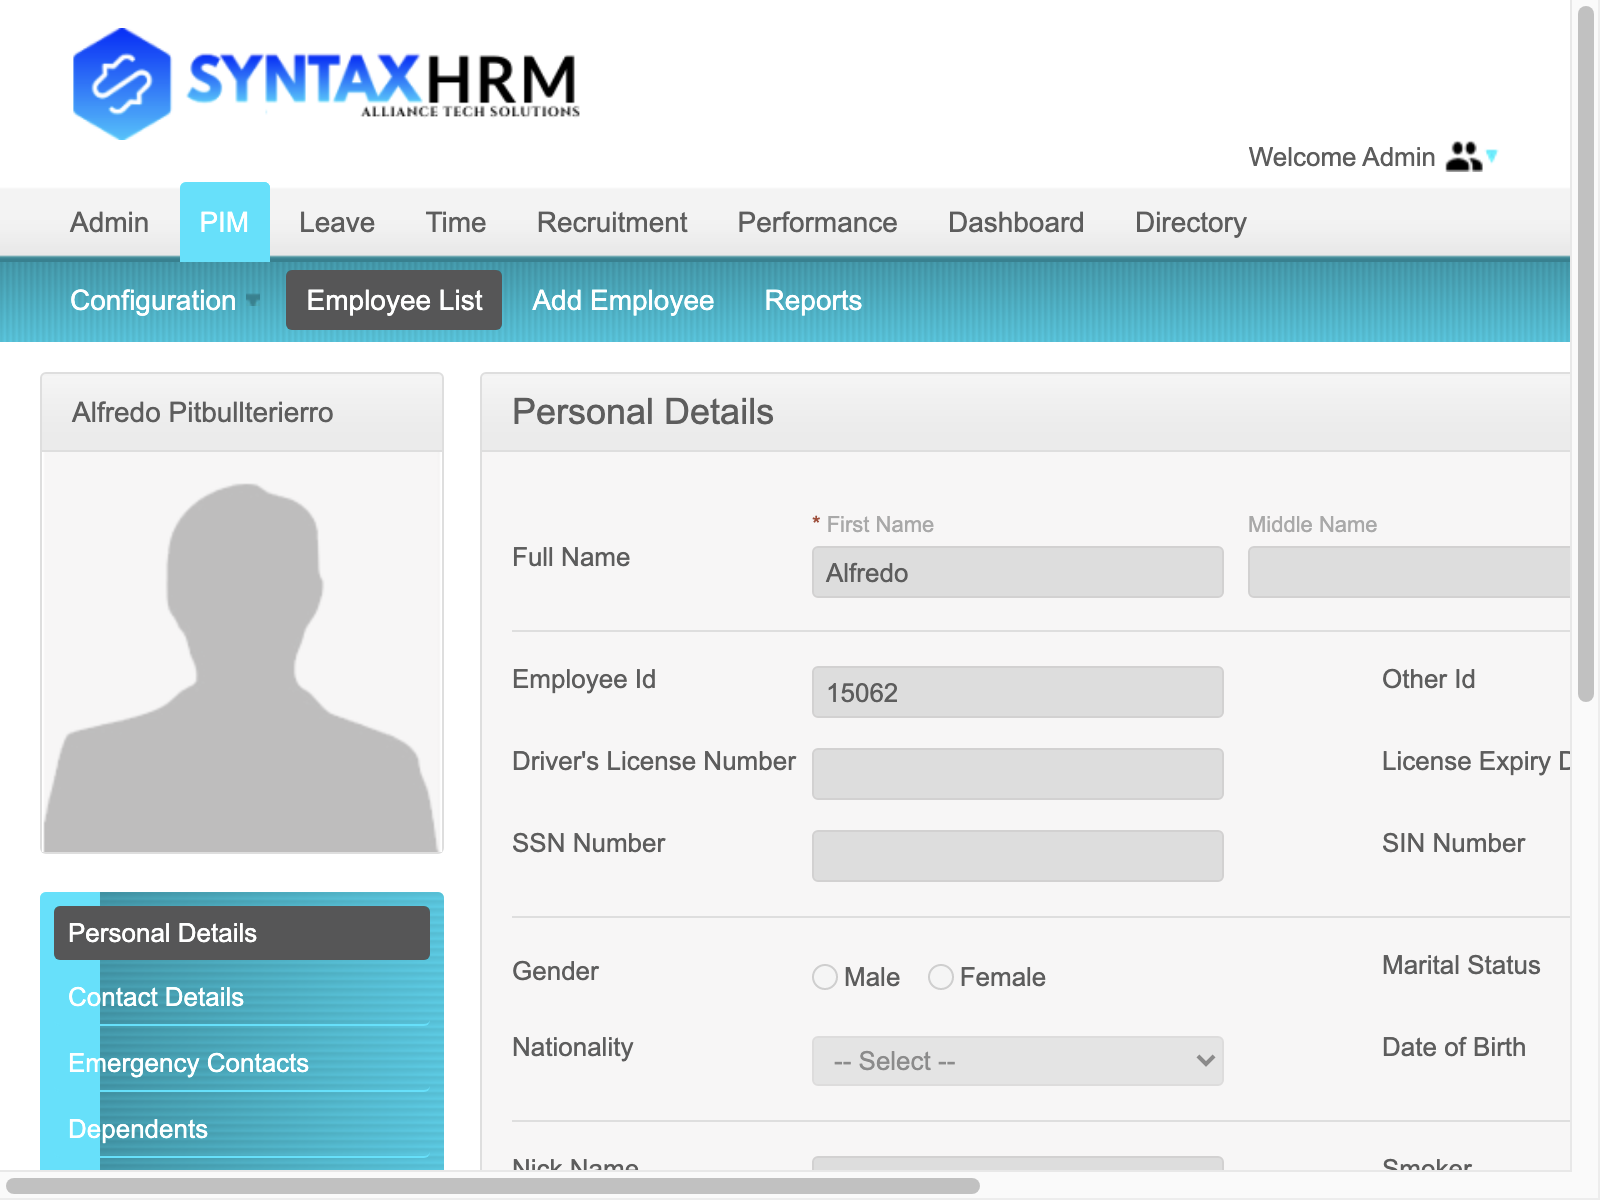 SYNTAXHRM
ALLIANCE TECH SOLUTIONS
Welcome Admin
Admin PIM Leave Time Recruitment Performance Dashboard Directory
Configuration Employee List Add Employee Reports
Alfredo Pitbullterierro
Personal Details
* First Name Middle Name
Full Name Alfredo
Employee Id 15062 Other Id
Driver's License Number License Expiry D
SSN Number SIN Number
Gender Male Female Marital Status
Nationality -- Select -- Date of Birth
Nick Name Smoker
Personal Details
Contact Details
Emergency Contacts
Dependents